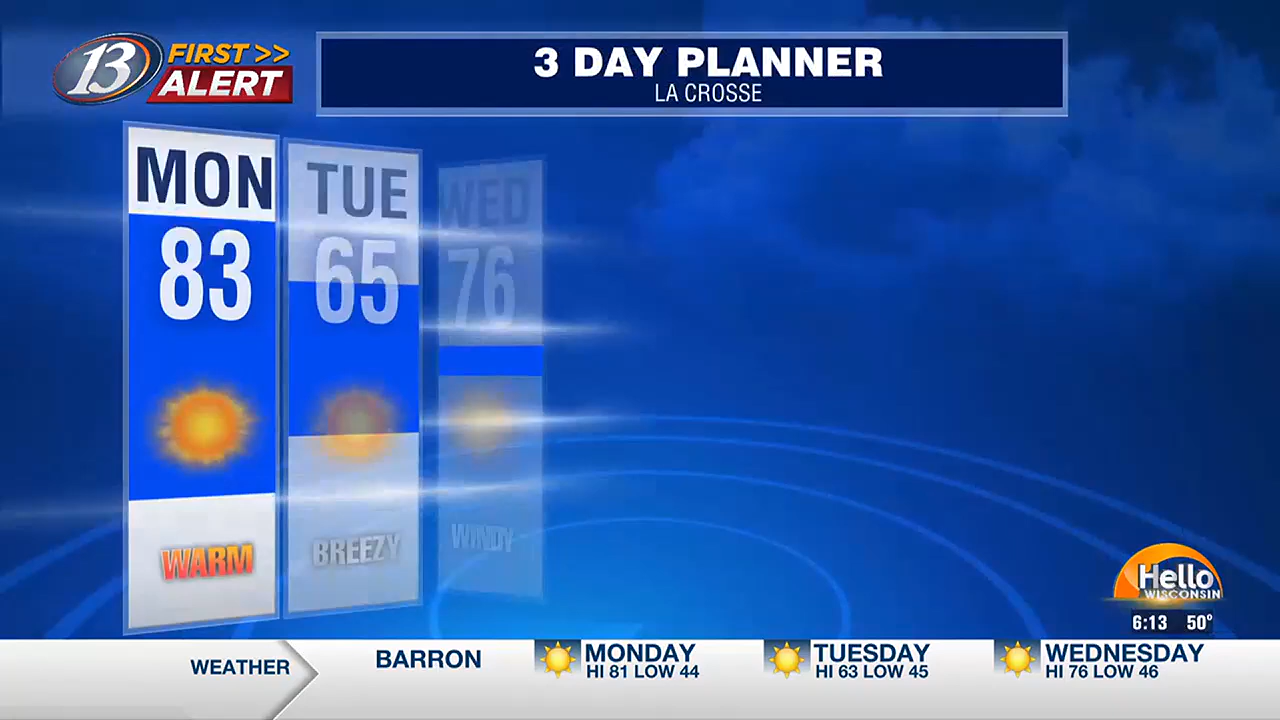 13 FIRST >>
ALERT
3 DAY PLANNER
LA CROSSE
MON
83
WARM
TUE
65
BREEZY
WED
76
WINDY
Hello
WISCONSIN
6:13 50°
WEATHER
BARRON
MONDAY
HI 81 LOW 44
TUESDAY
HI 63 LOW 45
WEDNESDAY
HI 76 LOW 46